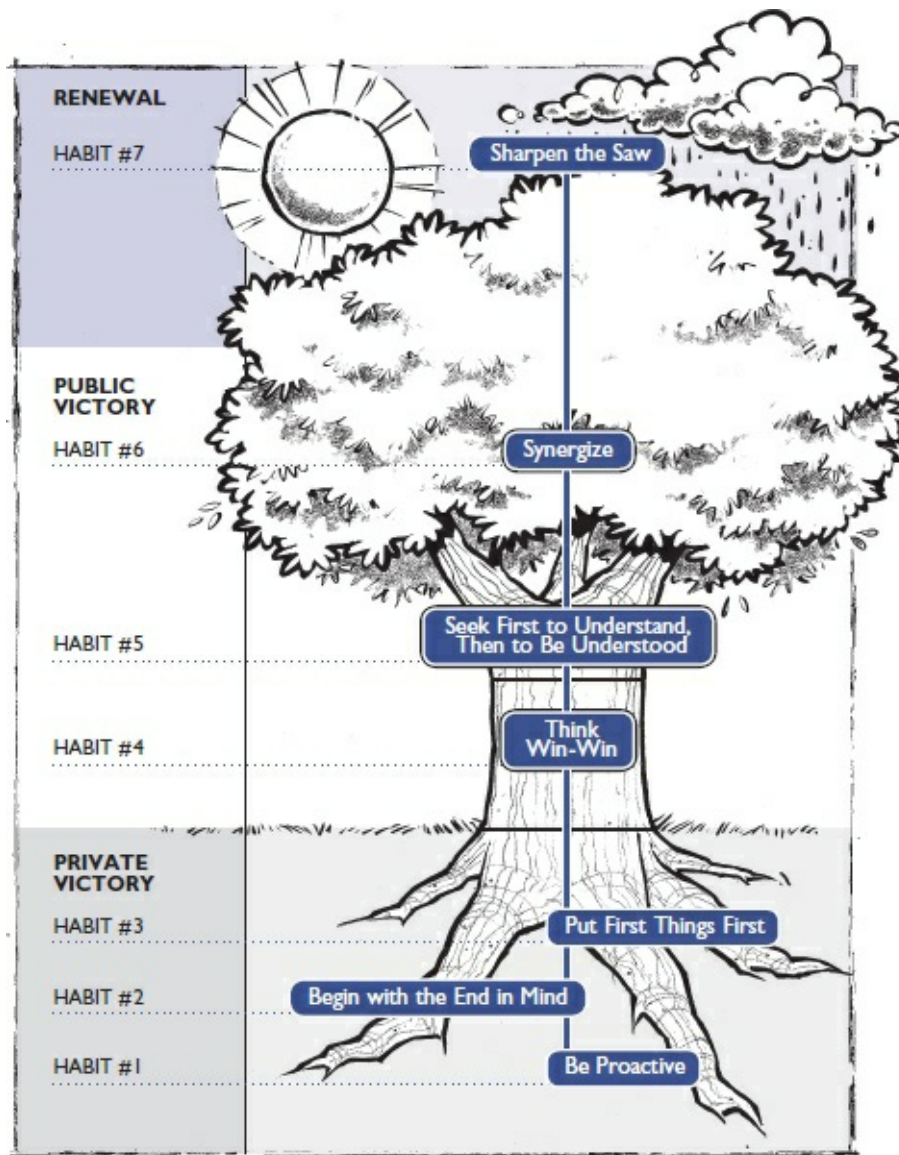 RENEWAL
HABIT #7
Sharpen the Saw
PUBLIC
VICTORY
HABIT #6
Synergize
HABIT #5
Seek First to Understand,
Then to Be Understood
HABIT #4
Think
Win-Win
PRIVATE
VICTORY
HABIT #3
Put First Things First
HABIT #2
Begin with the End in Mind
HABIT #1
Be Proactive